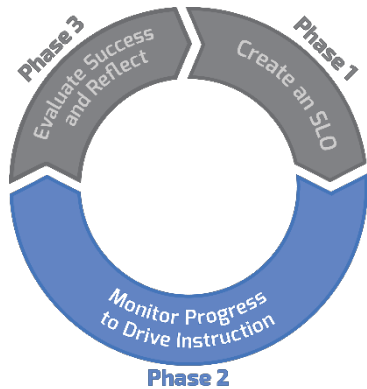 Phase 1
Create an SLO
Monitor Progress
to Drive Instruction
Phase 2
Phase 3
Evaluate Success
and Reflect